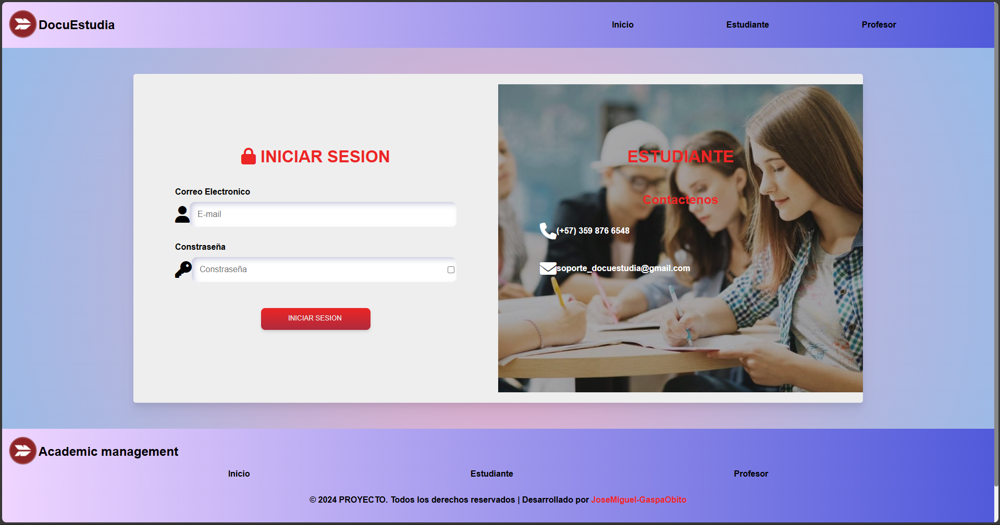 DocuEstudia
Inicio
Estudiante
Profesor
INICIAR SESION
Correo Electronico
E-mail
Constraseña
Constraseña
INICIAR SESION
ESTUDIANTE
Contactenos
(+57) 359 876 6548
soporte_docuestudia@gmail.com
Academic management
Inicio
Estudiante
Profesor
© 2024 PROYECTO. Todos los derechos reservados | Desarrollado por JoseMiguel-GaspaObito